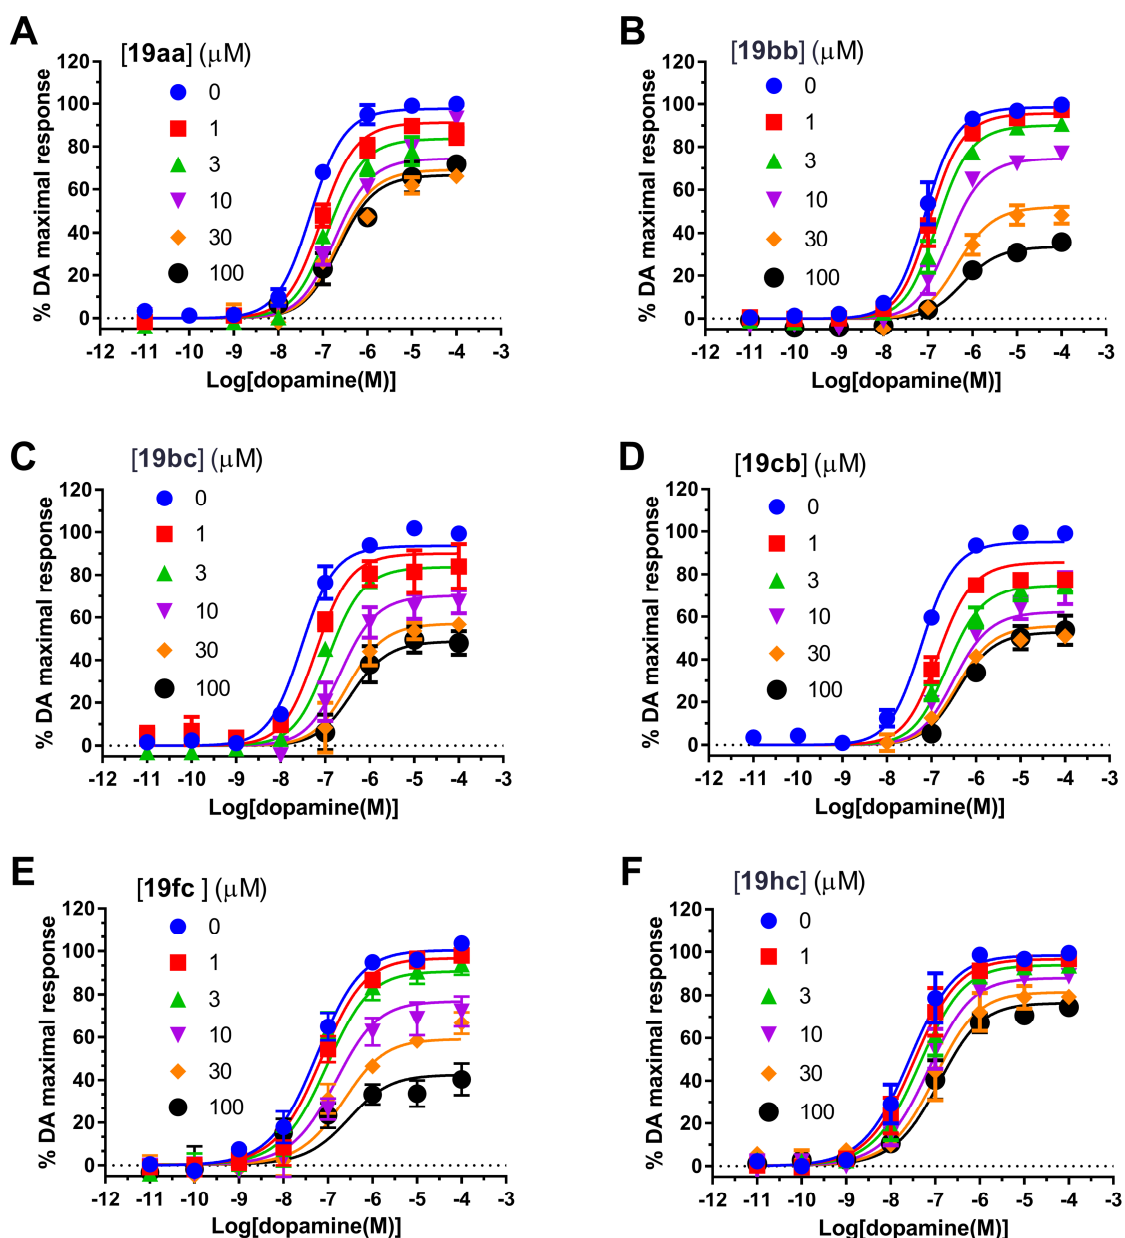 A
[19aa] (μM)
0
1
3
10
30
100
% DA maximal response
120
100
80
60
40
20
0
-12 -11 -10 -9 -8 -7 -6 -5 -4 -3
Log[dopamine(M)]
B
[19bb] (μM)
0
1
3
10
30
100
% DA maximal response
120
100
80
60
40
20
0
-12 -11 -10 -9 -8 -7 -6 -5 -4 -3
Log[dopamine(M)]
C
[19bc] (μM)
0
1
3
10
30
100
% DA maximal response
120
100
80
60
40
20
0
-12 -11 -10 -9 -8 -7 -6 -5 -4 -3
Log[dopamine(M)]
D
[19cb] (μM)
0
1
3
10
30
100
% DA maximal response
120
100
80
60
40
20
0
-12 -11 -10 -9 -8 -7 -6 -5 -4 -3
Log[dopamine(M)]
E
[19fc ] (μM)
0
1
3
10
30
100
% DA maximal response
120
100
80
60
40
20
0
-12 -11 -10 -9 -8 -7 -6 -5 -4 -3
Log[dopamine(M)]
F
[19hc] (μM)
0
1
3
10
30
100
% DA maximal response
120
100
80
60
40
20
0
-12 -11 -10 -9 -8 -7 -6 -5 -4 -3
Log[dopamine(M)]